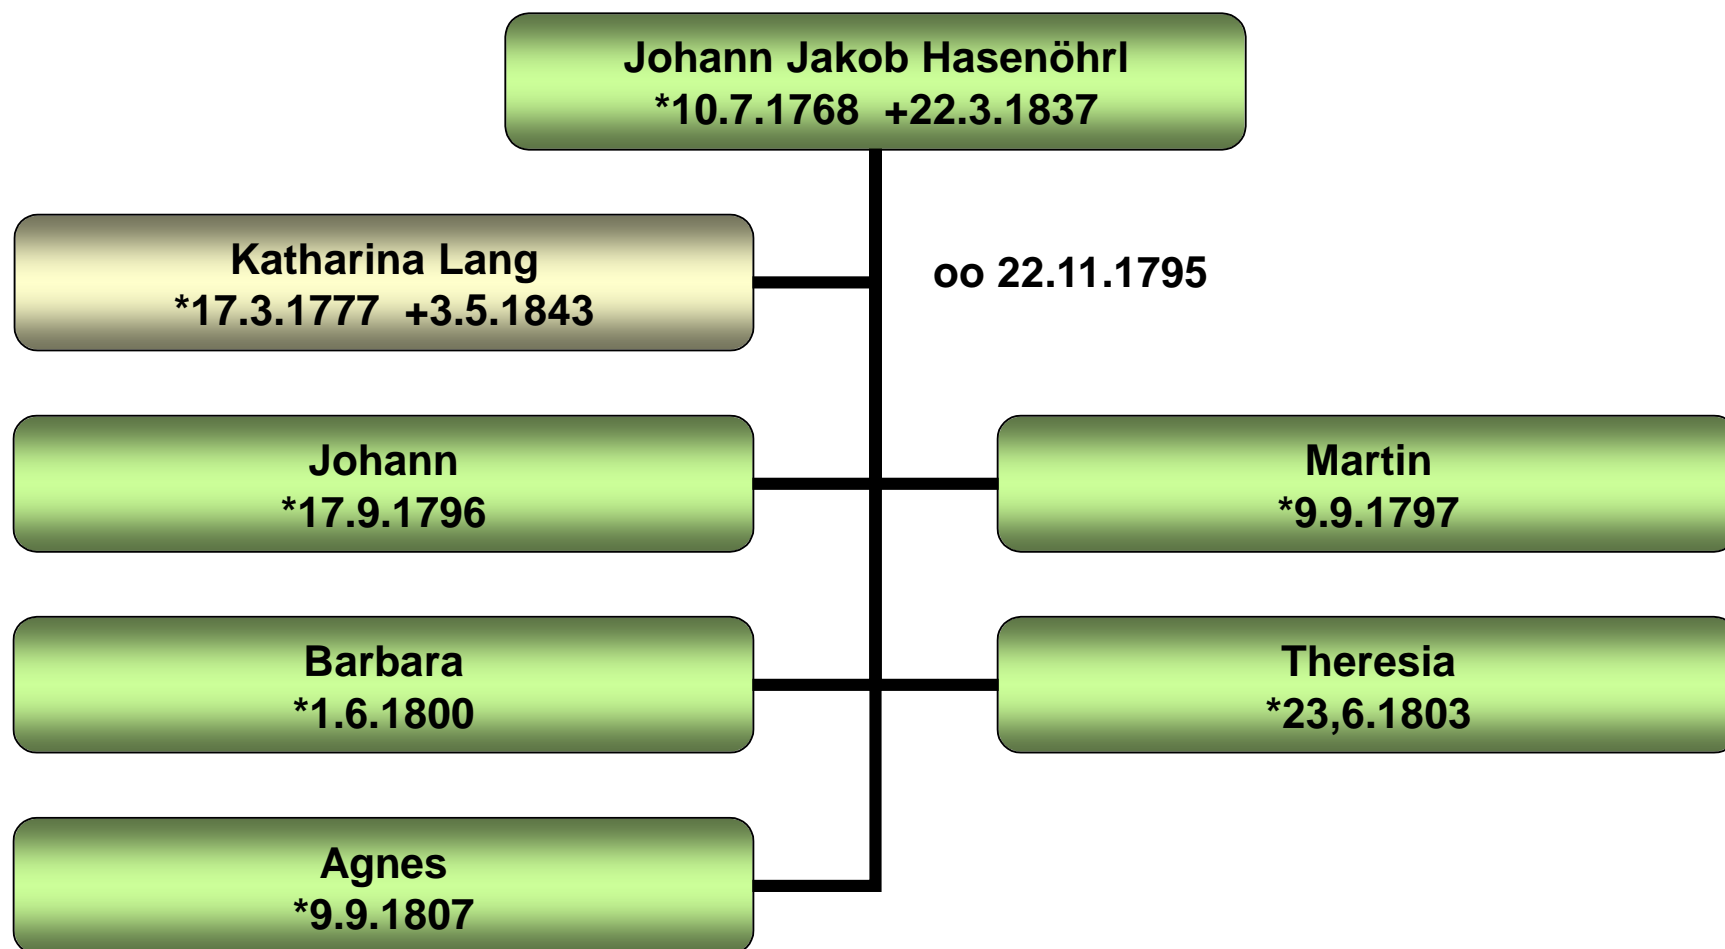 Johann Jakob Hasenöhrl
*10.7.1768  +22.3.1837
Katharina Lang
*17.3.1777  +3.5.1843
oo 22.11.1795
Johann
*17.9.1796
Martin
*9.9.1797
Barbara
*1.6.1800
Theresia
*23,6.1803
Agnes
*9.9.1807